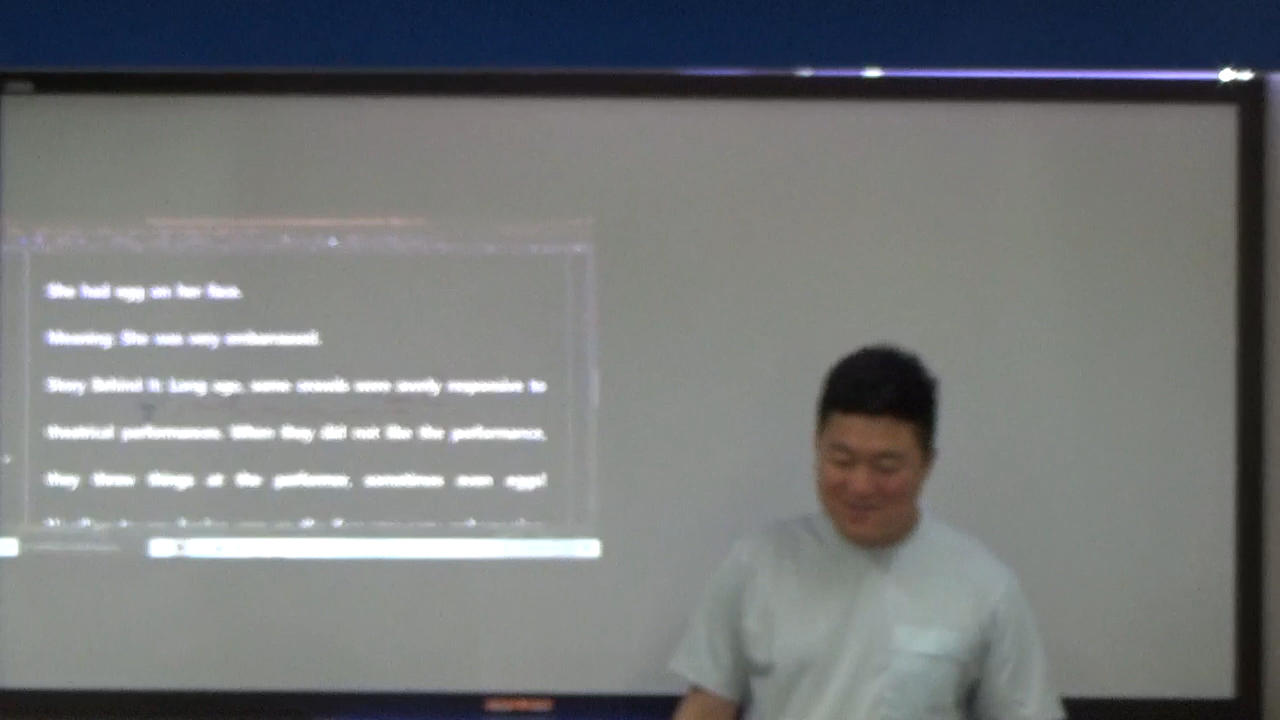 She had egg on her face.
Meaning: She was very embarrassed.
Story Behind It: Long ago, some crowds were overly responsive to
theatrical performances. When they did not like the performance,
they threw things at the performer, sometimes even eggs!